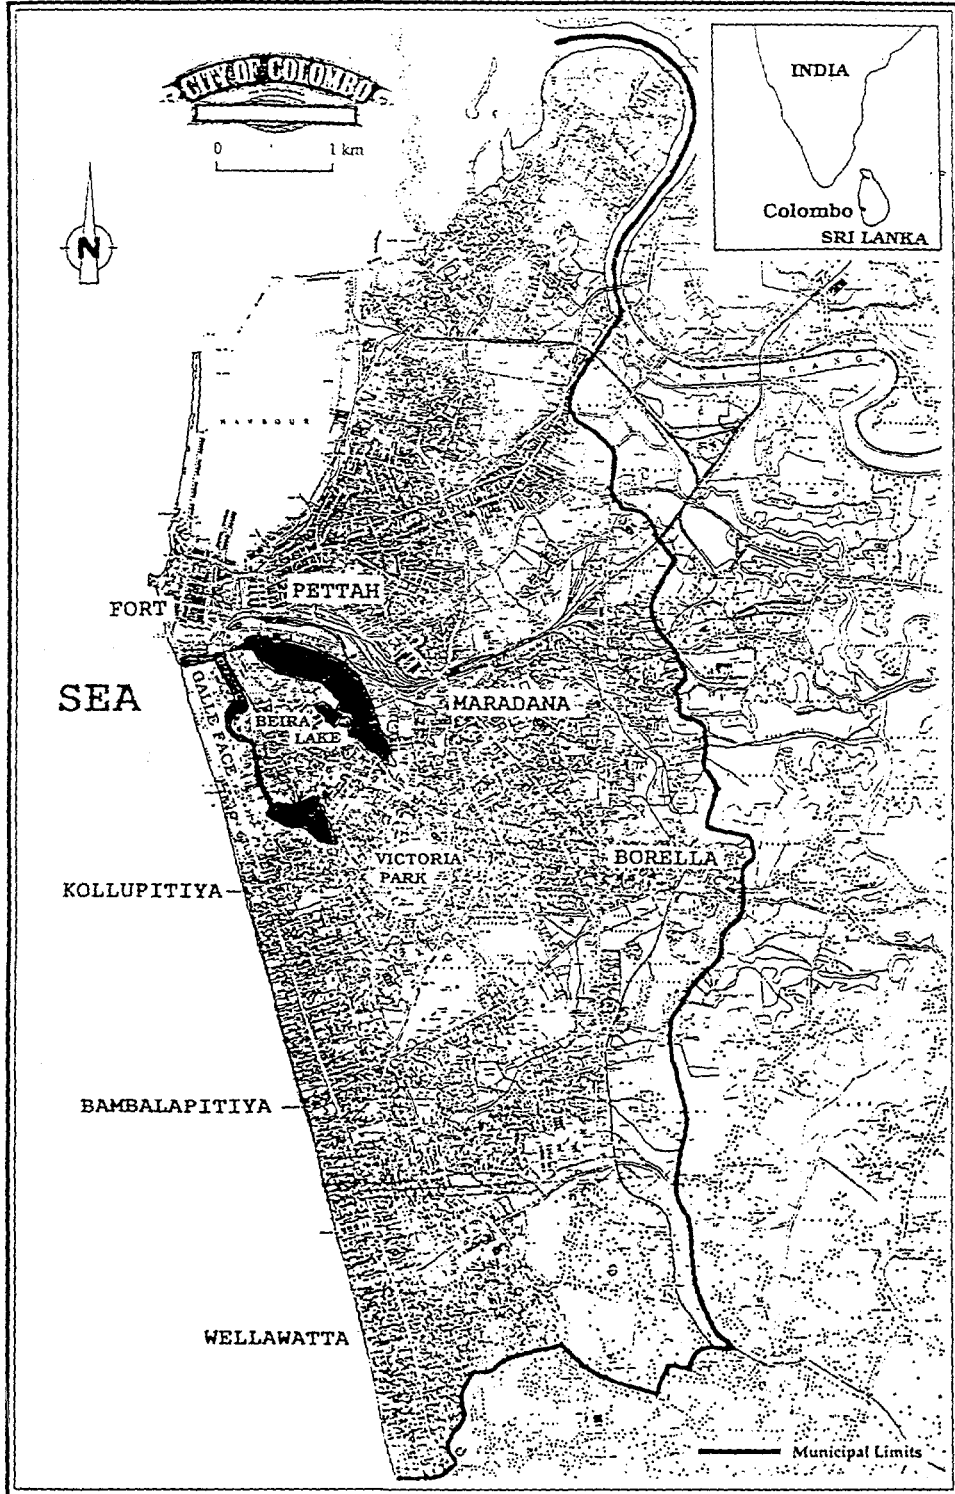 CITY OF COLOMBO
0 1 km
N
INDIA
Colombo
SRI LANKA
HARBOUR
PETTAH
FORT
SEA
MARADANA
GALLE FACE
BEIRA
LAKE
VICTORIA
PARK
BORELLA
KOLLUPITIYA
BAMBALAPITIYA
WELLAWATTA
Municipal Limits